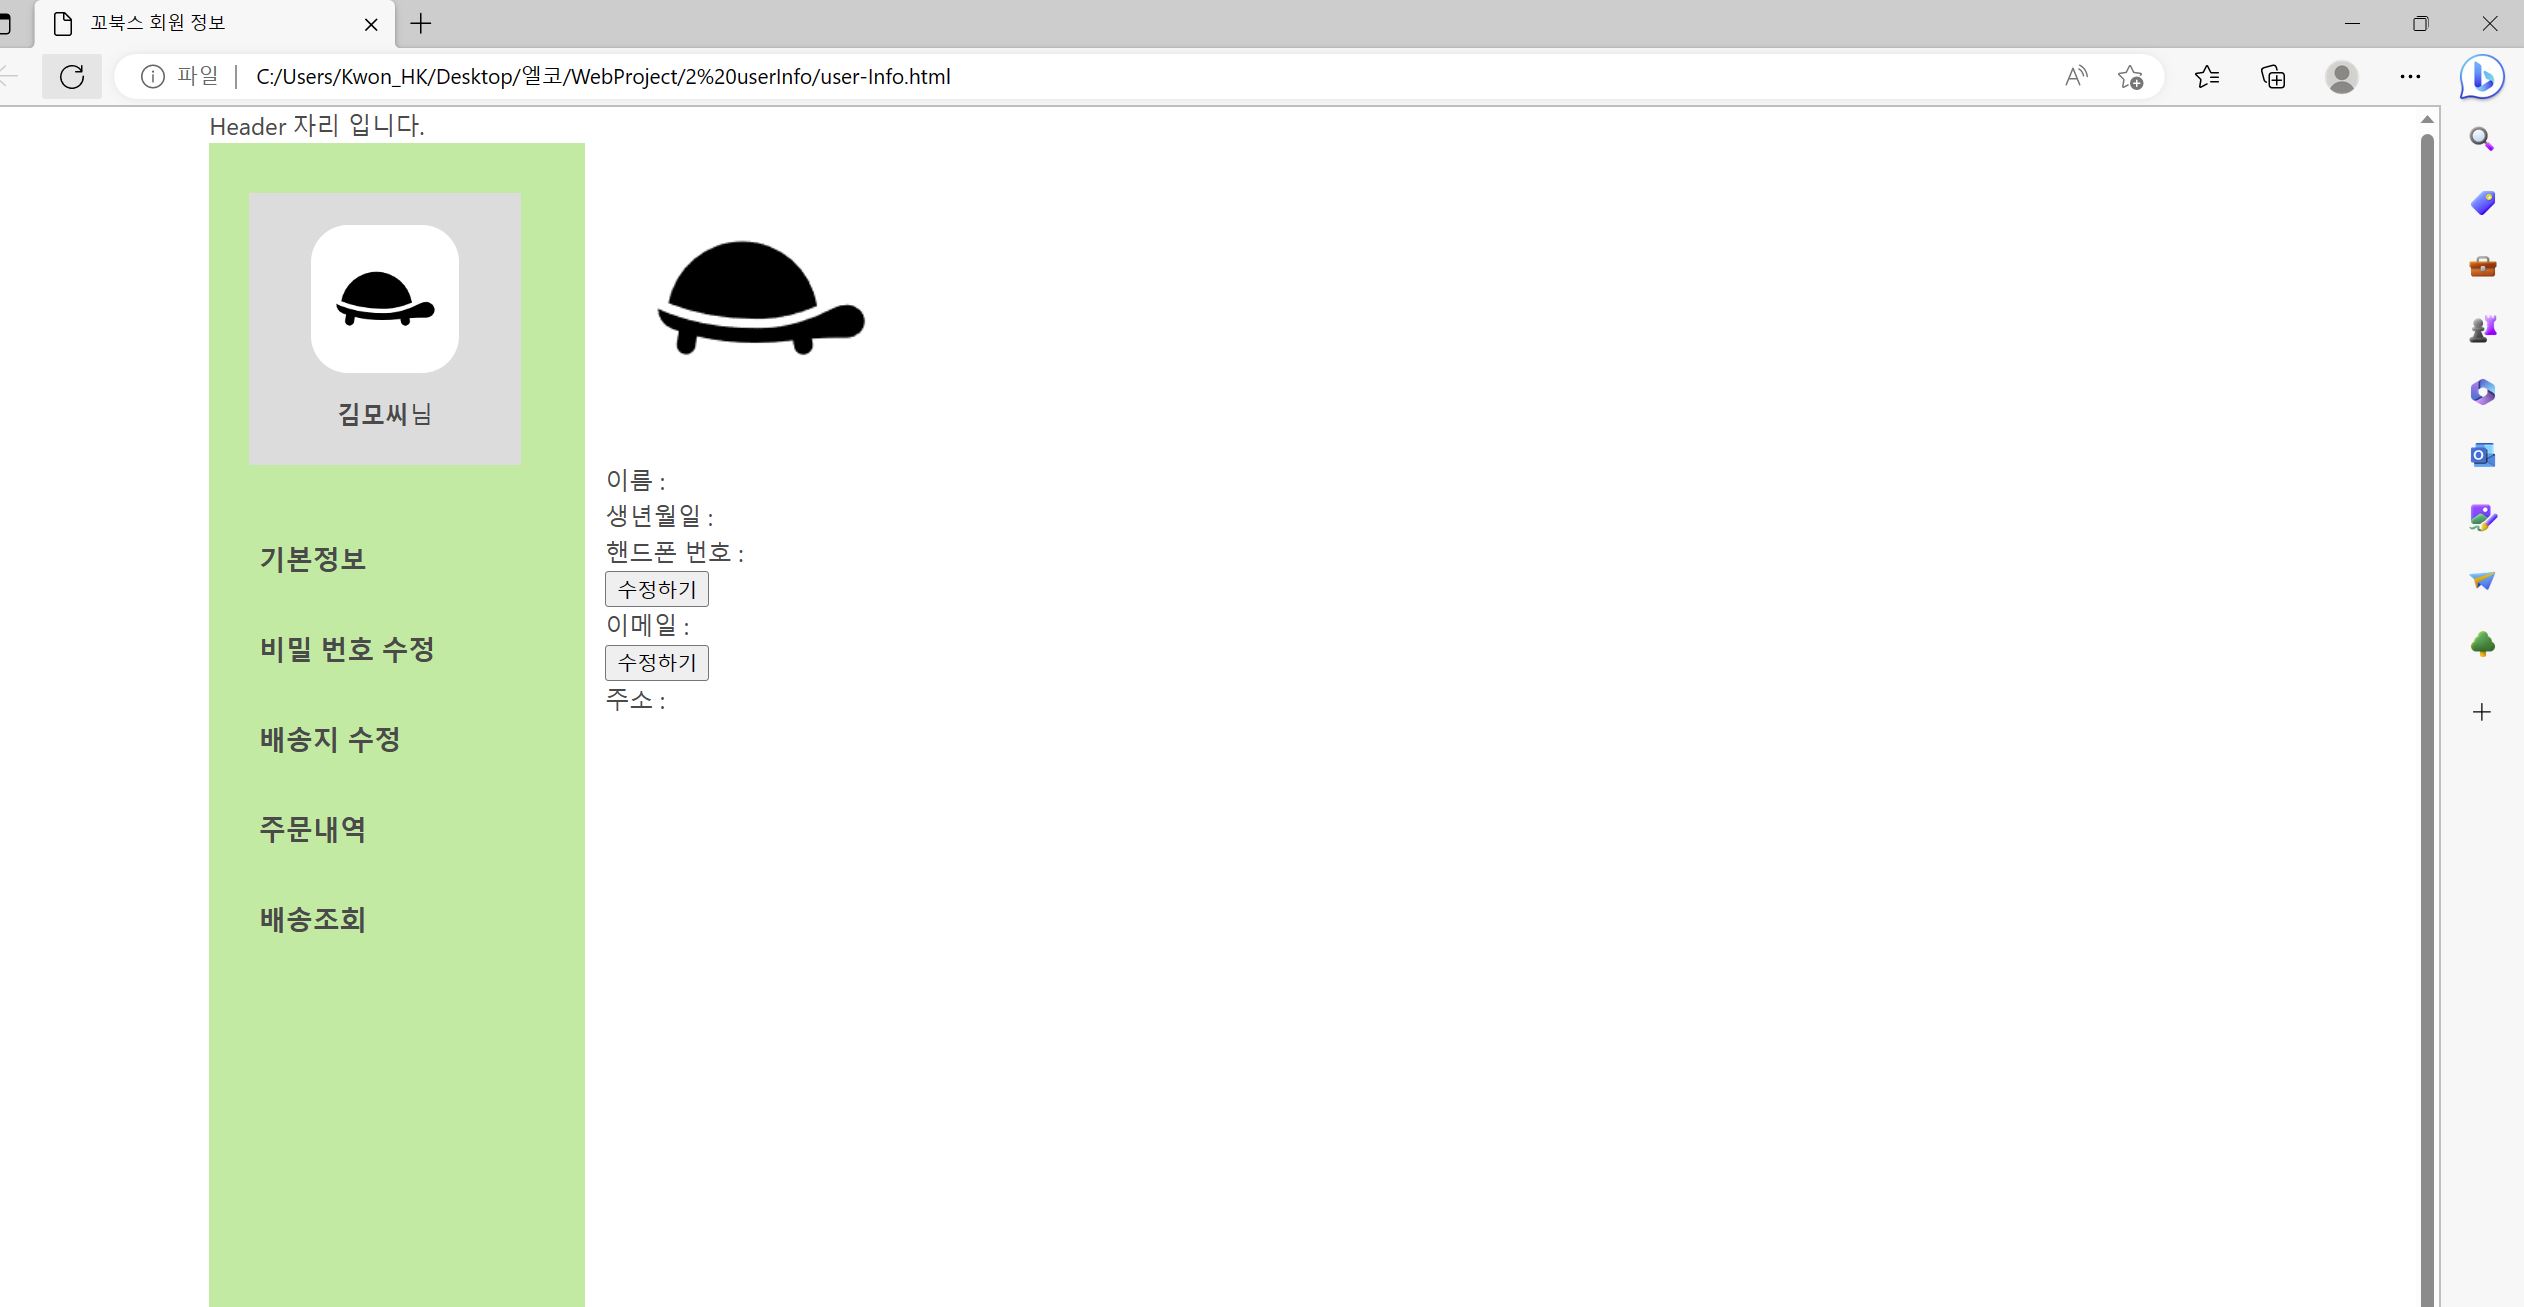 꼬북스 회원 정보
파일 | C:/Users/Kwon_HK/Desktop/엘코/WebProject/2%20userInfo/user-Info.html
Header 자리 입니다.
김모씨님
기본정보
비밀 번호 수정
배송지 수정
주문내역
배송조회
이름 :
생년월일 :
핸드폰 번호 :
수정하기
이메일 :
수정하기
주소 :